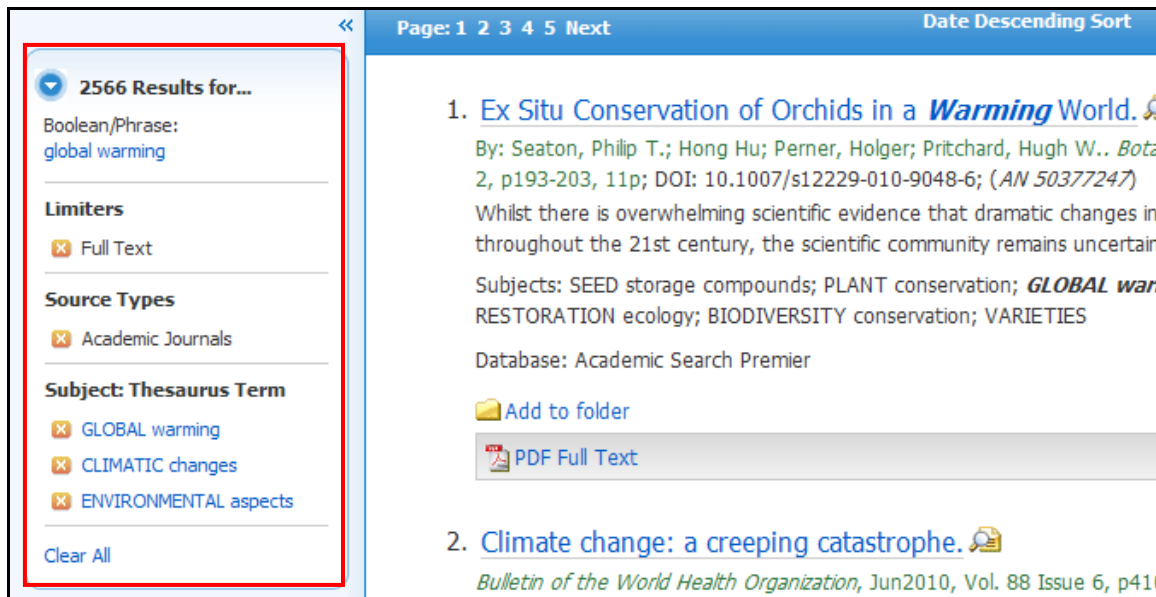 «
2566 Results for...
Boolean/Phrase:
global warming
Limiters
Full Text
Source Types
Academic Journals
Subject: Thesaurus Term
GLOBAL warming
CLIMATIC changes
ENVIRONMENTAL aspects
Clear All
Page: 1 2 3 4 5 Next
Date Descending Sort
1. Ex Situ Conservation of Orchids in a Warming World.
By: Seaton, Philip T.; Hong Hu; Perner, Holger; Pritchard, Hugh W.. Bota
2, p193-203, 11p; DOI: 10.1007/s12229-010-9048-6; (AN 50377247)
Whilst there is overwhelming scientific evidence that dramatic changes in
throughout the 21st century, the scientific community remains uncertain
Subjects: SEED storage compounds; PLANT conservation; GLOBAL war
RESTORATION ecology; BIODIVERSITY conservation; VARIETIES
Database: Academic Search Premier
Add to folder
PDF Full Text
2. Climate change: a creeping catastrophe.
Bulletin of the World Health Organization, Jun2010, Vol. 88 Issue 6, p410